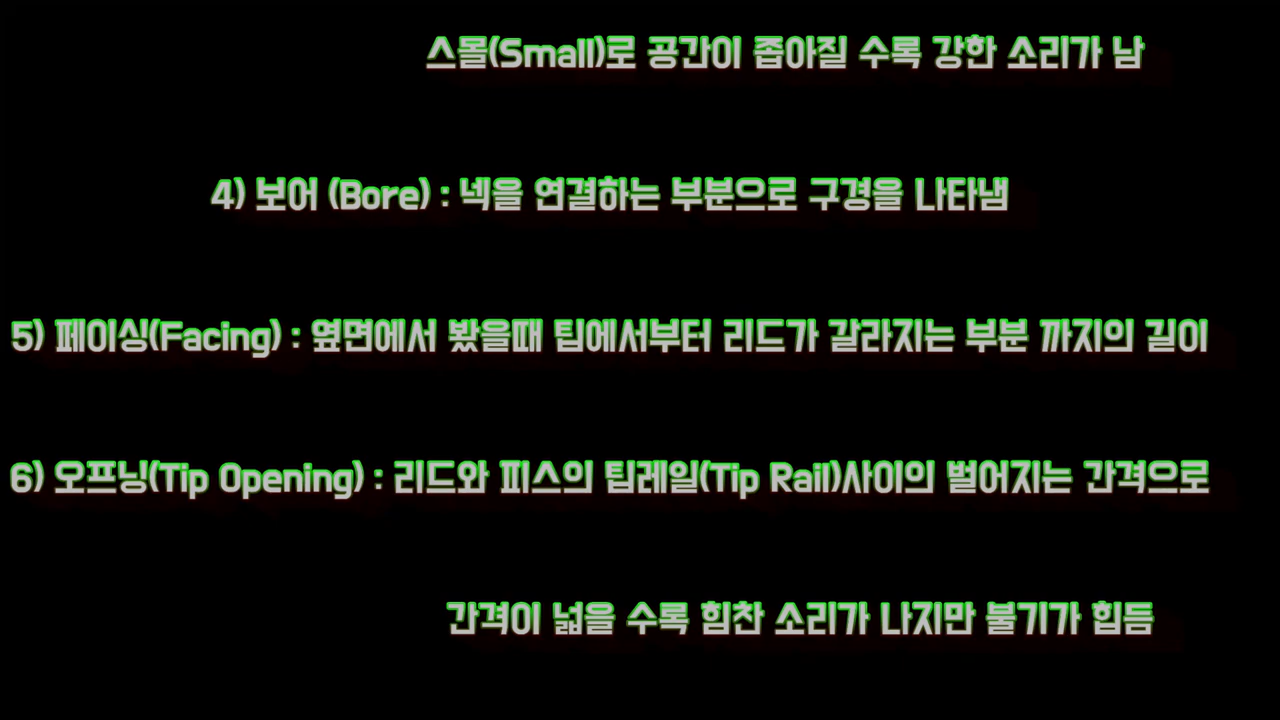 스몰(Small)로 공간이 좁아질 수록 강한 소리가 남
4) 보어 (Bore) : 넥을 연결하는 부분으로 구경을 나타냄
5) 페이싱(Facing) : 옆면에서 봤을때 팁에서부터 리드가 갈라지는 부분 까지의 길이
6) 오프닝(Tip Opening) : 리드와 피스의 팁레일(Tip Rail)사이의 벌어지는 간격으로
간격이 넓을 수록 힘찬 소리가 나지만 불기가 힘듬